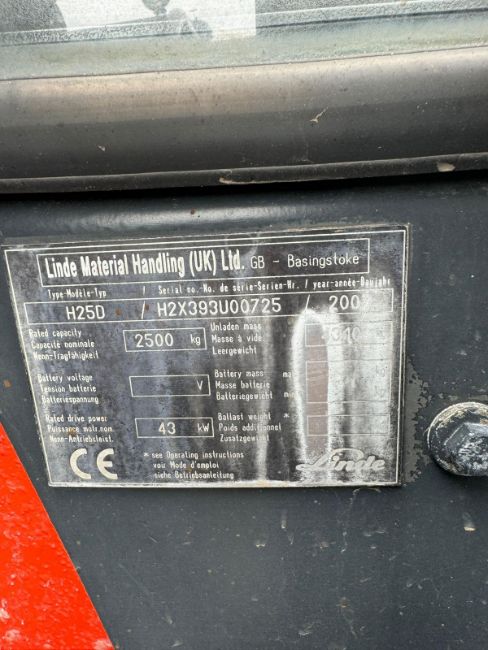 Linde Material Handling (UK) Ltd. GB - Basingstoke
Type-Modèle-Typ / Serial no.-No. de série-Serien-Nr. / year-année-Baujahr
H25D / H2X393U00725 / 200
Rated capacity
Capacité nominale
Nenn-Tragfähigkeit
2500 kg
Unladen mass
Masse à vide
Leergewicht
Battery voltage
Tension batterie
Batteriespannung
V
Battery mass
Masse batterie
Batteriegewicht
Rated drive power
Puissance motr.nom.
Nenn-Antriebsleist.
43 kW
Ballast weight *
Poids additionnel
Zusatzgewicht
CE
* see Operating instructions
voir Mode d'emploi
siehe Betriebsanleitung
Linde